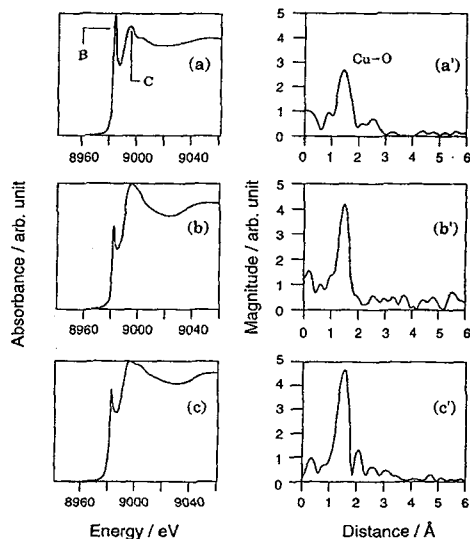 B
C
(a)
8960 9000 9040
Cu-O
(a')
5
4
3
2
1
0
0 1 2 3 4 5 6
(b)
8960 9000 9040
(b')
5
4
3
2
1
0
0 1 2 3 4 5 6
(c)
8960 9000 9040
(c')
5
4
3
2
1
0
0 1 2 3 4 5 6
Absorbance / arb. unit
Magnitude / arb. unit
Energy / eV
Distance / Å